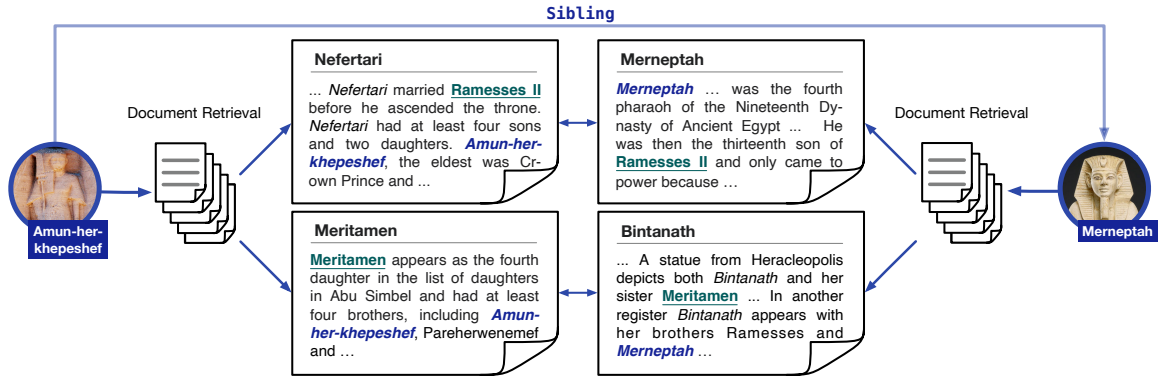 Sibling
Document Retrieval
Amun-her-
khepeshef
Nefertari
... Nefertari married Ramesses II
before he ascended the throne.
Nefertari had at least four sons
and two daughters. Amun-her-
khepeshef, the eldest was Cr-
own Prince and ...
Merneptah
Merneptah ... was the fourth
pharaoh of the Nineteenth Dy-
nasty of Ancient Egypt ... He
was then the thirteenth son of
Ramesses II and only came to
power because ...
Meritamen
Meritamen appears as the fourth
daughter in the list of daughters
in Abu Simbel and had at least
four brothers, including Amun-
her-khepeshef, Pareherwenemef
and ...
Bintanath
... A statue from Heracleopolis
depicts both Bintanath and her
sister Meritamen ... In another
register Bintanath appears with
her brothers Ramesses and
Merneptah ...
Document Retrieval
Merneptah